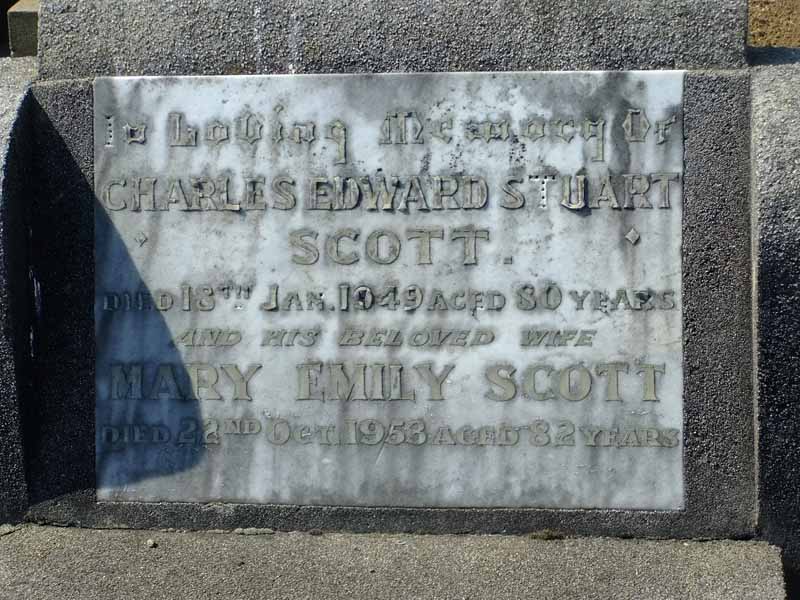 In Loving Memory Of
CHARLES EDWARD STUART
SCOTT.
DIED 18TH JAN. 1949 AGED 80 YEARS
AND HIS BELOVED WIFE
MARY EMILY SCOTT
DIED 22ND OCT. 1958 AGED 82 YEARS